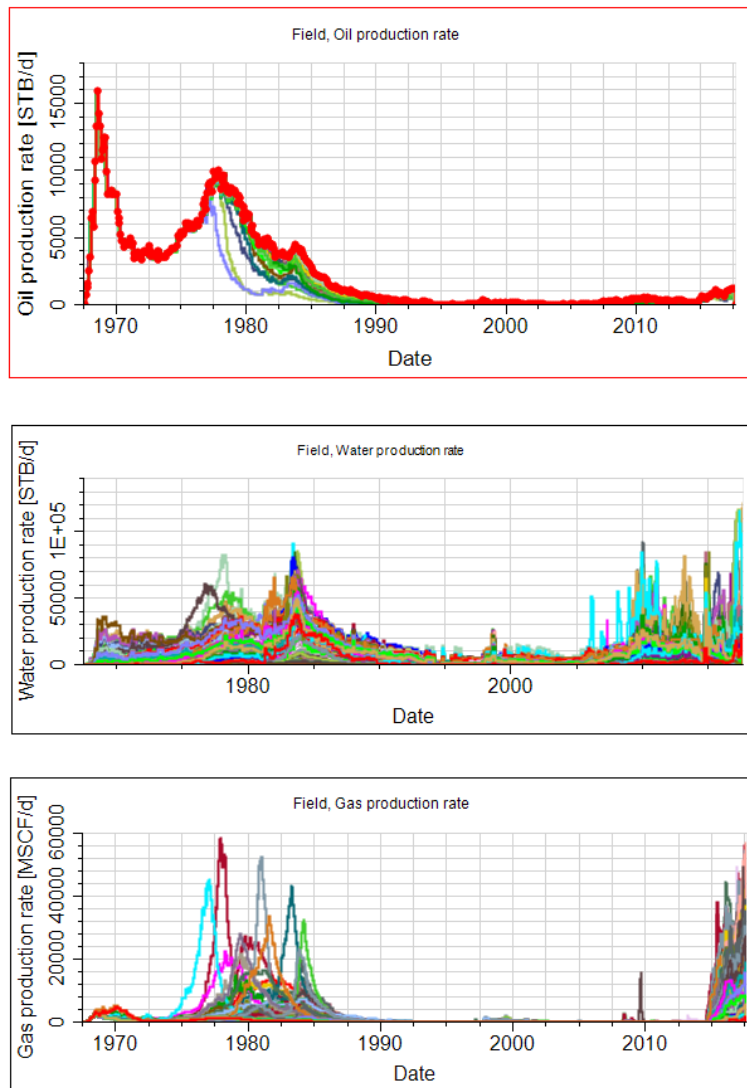 Field, Oil production rate
Oil production rate [STB/d]
15000
10000
5000
0
1970 1980 1990 2000 2010
Date
Field, Water production rate
Water production rate [STB/d]
1E+05
50000
0
1980 2000
Date
Field, Gas production rate
Gas production rate [MSCF/d]
60000
40000
20000
0
1970 1980 1990 2000 2010
Date